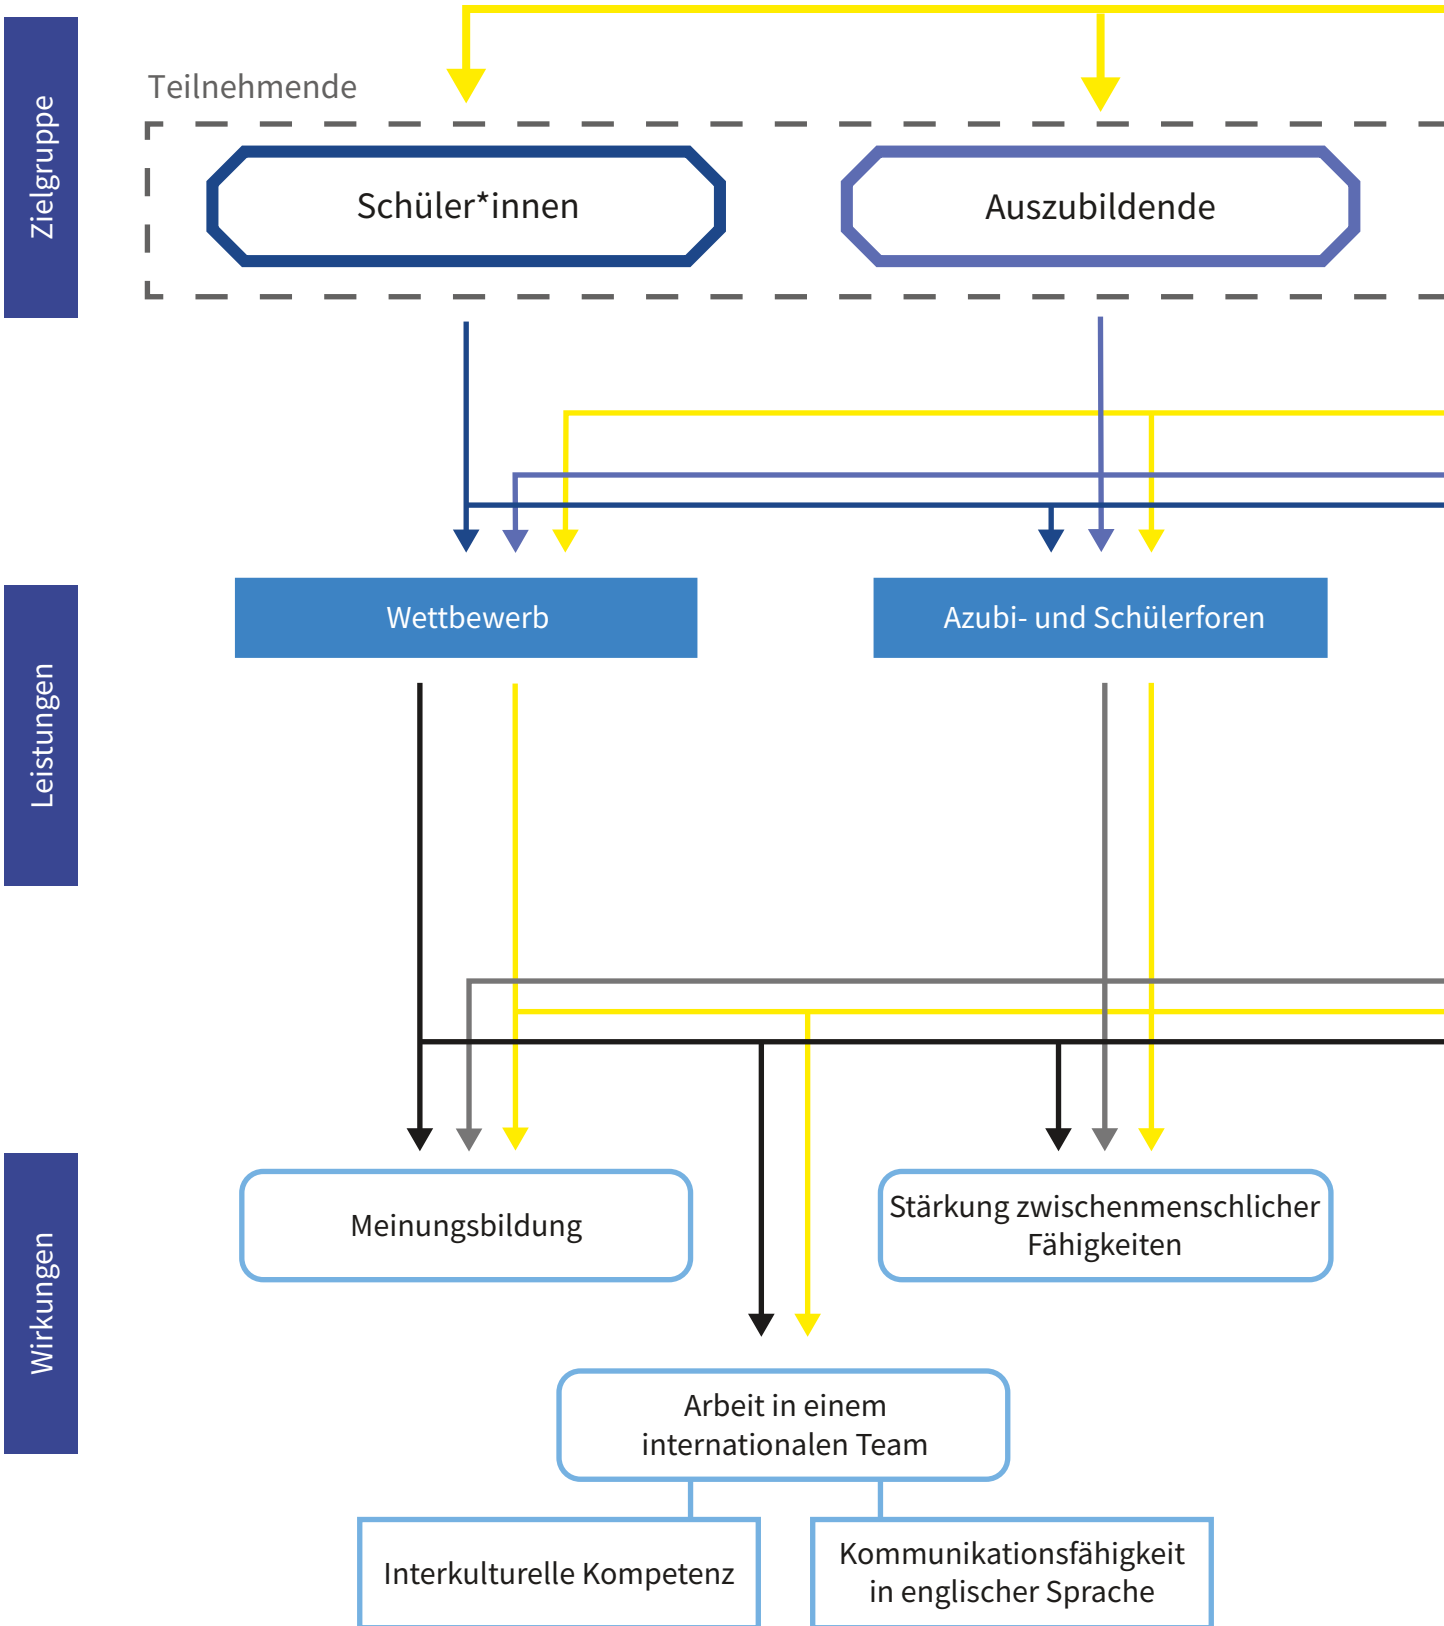 Zielgruppe
Teilnehmende
Schüler*innen
Auszubildende
Leistungen
Wettbewerb
Azubi- und Schülerforen
Wirkungen
Meinungsbildung
Stärkung zwischenmenschlicher
Fähigkeiten
Arbeit in einem
internationalen Team
Interkulturelle Kompetenz
Kommunikationsfähigkeit
in englischer Sprache